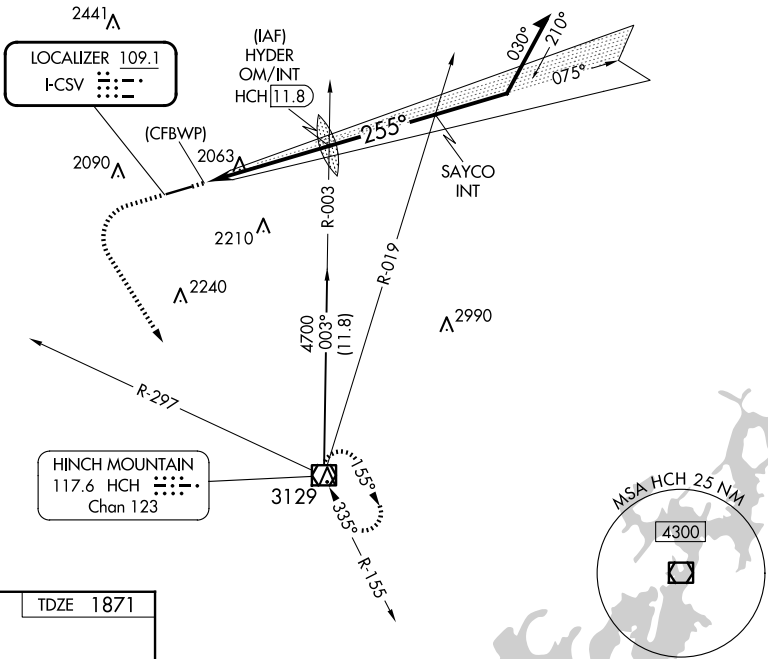 2441
LOCALIZER 109.1
I-CSV
(IAF)
HYDER
OM/INT
HCH 11.8
030°
210°
075°
255°
(CFBWP)
2090
2063
SAYCO
INT
R-003
2210
R-019
2240
4700
003°
(11.8)
2990
R-297
HINCH MOUNTAIN
117.6 HCH
Chan 123
3129
155°
335°
R-155
MSA HCH 25 NM
4300
TDZE 1871